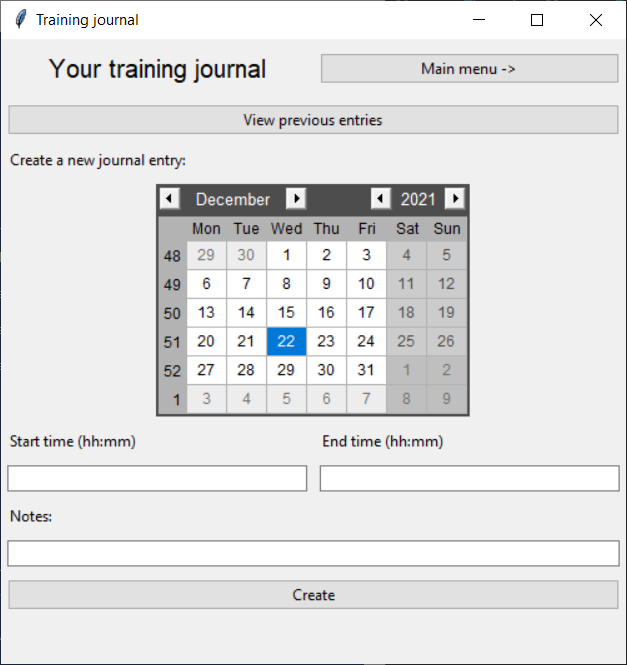 Training journal
Your training journal
Main menu ->
View previous entries
Create a new journal entry:
December 2021
Mon Tue Wed Thu Fri Sat Sun
48 29 30 1 2 3 4 5
49 6 7 8 9 10 11 12
50 13 14 15 16 17 18 19
51 20 21 22 23 24 25 26
52 27 28 29 30 31 1 2
1 3 4 5 6 7 8 9
Start time (hh:mm) End time (hh:mm)
Notes:
Create